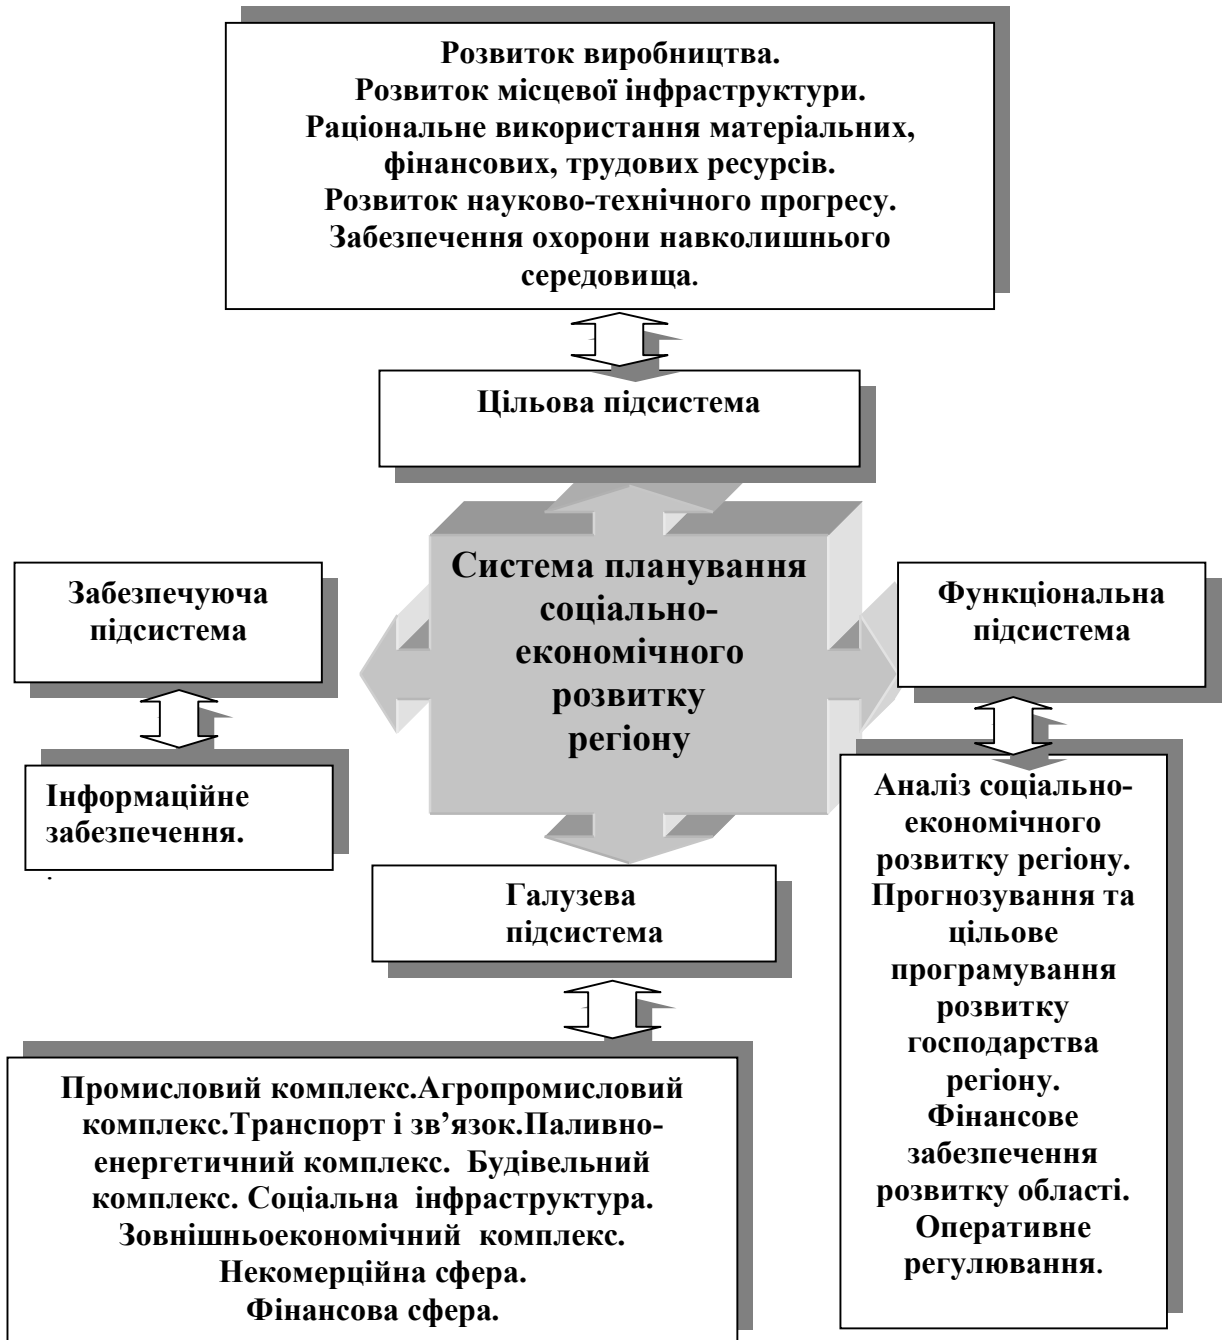 Розвиток виробництва.
Розвиток місцевої інфраструктури.
Раціональне використання матеріальних,
фінансових, трудових ресурсів.
Розвиток науково-технічного прогресу.
Забезпечення охорони навколишнього
середовища.
Цільова підсистема
Система планування
соціально-
економічного
розвитку
регіону
Забезпечуюча
підсистема
Функціональна
підсистема
Інформаційне
забезпечення.
Аналіз соціально-
економічного
розвитку регіону.
Прогнозування та
цільове
програмування
розвитку
господарства
регіону.
Фінансове
забезпечення
розвитку області.
Оперативне
регулювання.
Галузева
підсистема
Промисловий комплекс.Агропромисловий
комплекс.Транспорт і зв’язок.Паливно-
енергетичний комплекс.  Будівельний
комплекс. Соціальна  інфраструктура.
Зовнішньоекономічний  комплекс.
Некомерційна сфера.
Фінансова сфера.